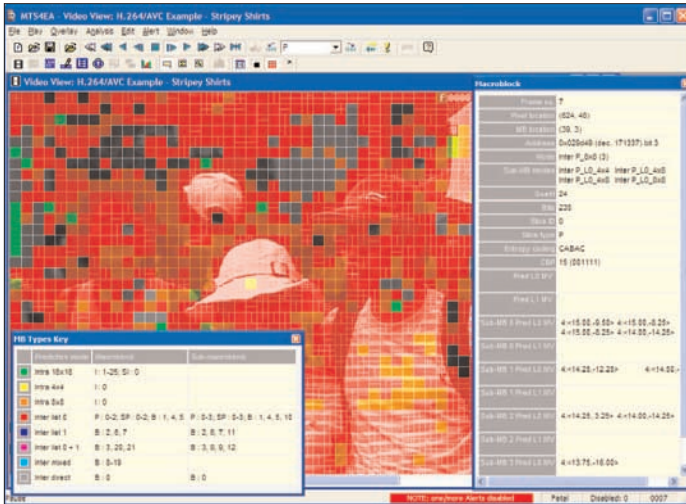 MTS4EA - Video View: H.264/AVC Example - Stripey Shirts
File Play Overlay Analysis Edit Alert Window Help
P
Video View: H.264/AVC Example - Stripey Shirts
Macroblock
Frame no. 7
Pixel location (624, 48)
MB location (39, 3)
Address 0x029d49 (dec. 171337) bit 3
Mode Inter P_8x8 (3)
Sub-MB modes Inter P_L0_4x4 Inter P_L0_4x8
Inter P_L0_4x8 Inter P_L0_8x8
Quant 24
Bits 238
Slice ID 0
Slice type P
Entropy coding CABAC
CBP 15 (001111)
Pred L0 MV
Pred L1 MV
Sub-MB 0 Pred L0 MV
Sub-MB 0 Pred L1 MV
Sub-MB 1 Pred L0 MV 4:<14.25,-12.25>
Sub-MB 1 Pred L1 MV
Sub-MB 2 Pred L0 MV 4:<14.25, 3.25> 4:<14.00,-14.25>
Sub-MB 2 Pred L1 MV
Sub-MB 3 Pred L0 MV 4:<13.75,-16.00>
MB Types Key
Prediction mode Macroblock Sub-macroblock
Intra 16x16 I: 1-25; SI: 0
Intra 4x4 I: 0
Intra 8x8 I: 0
Inter list 0 P: 0-2; SP: 0-2; B: 1, 4, 5 P: 0-3; SP: 0-3; B: 1, 4, 5, 10
Inter list 1 B: 2, 6, 7 B: 2, 6, 7, 11
Inter list 0 + 1 B: 3, 20, 21 B: 3, 8, 9, 12
Inter mixed B: 8-19
Inter direct B: 0 B: 0
Pause
NOTE: one/more Alerts disabled
Fatal
Disabled: 0
0007